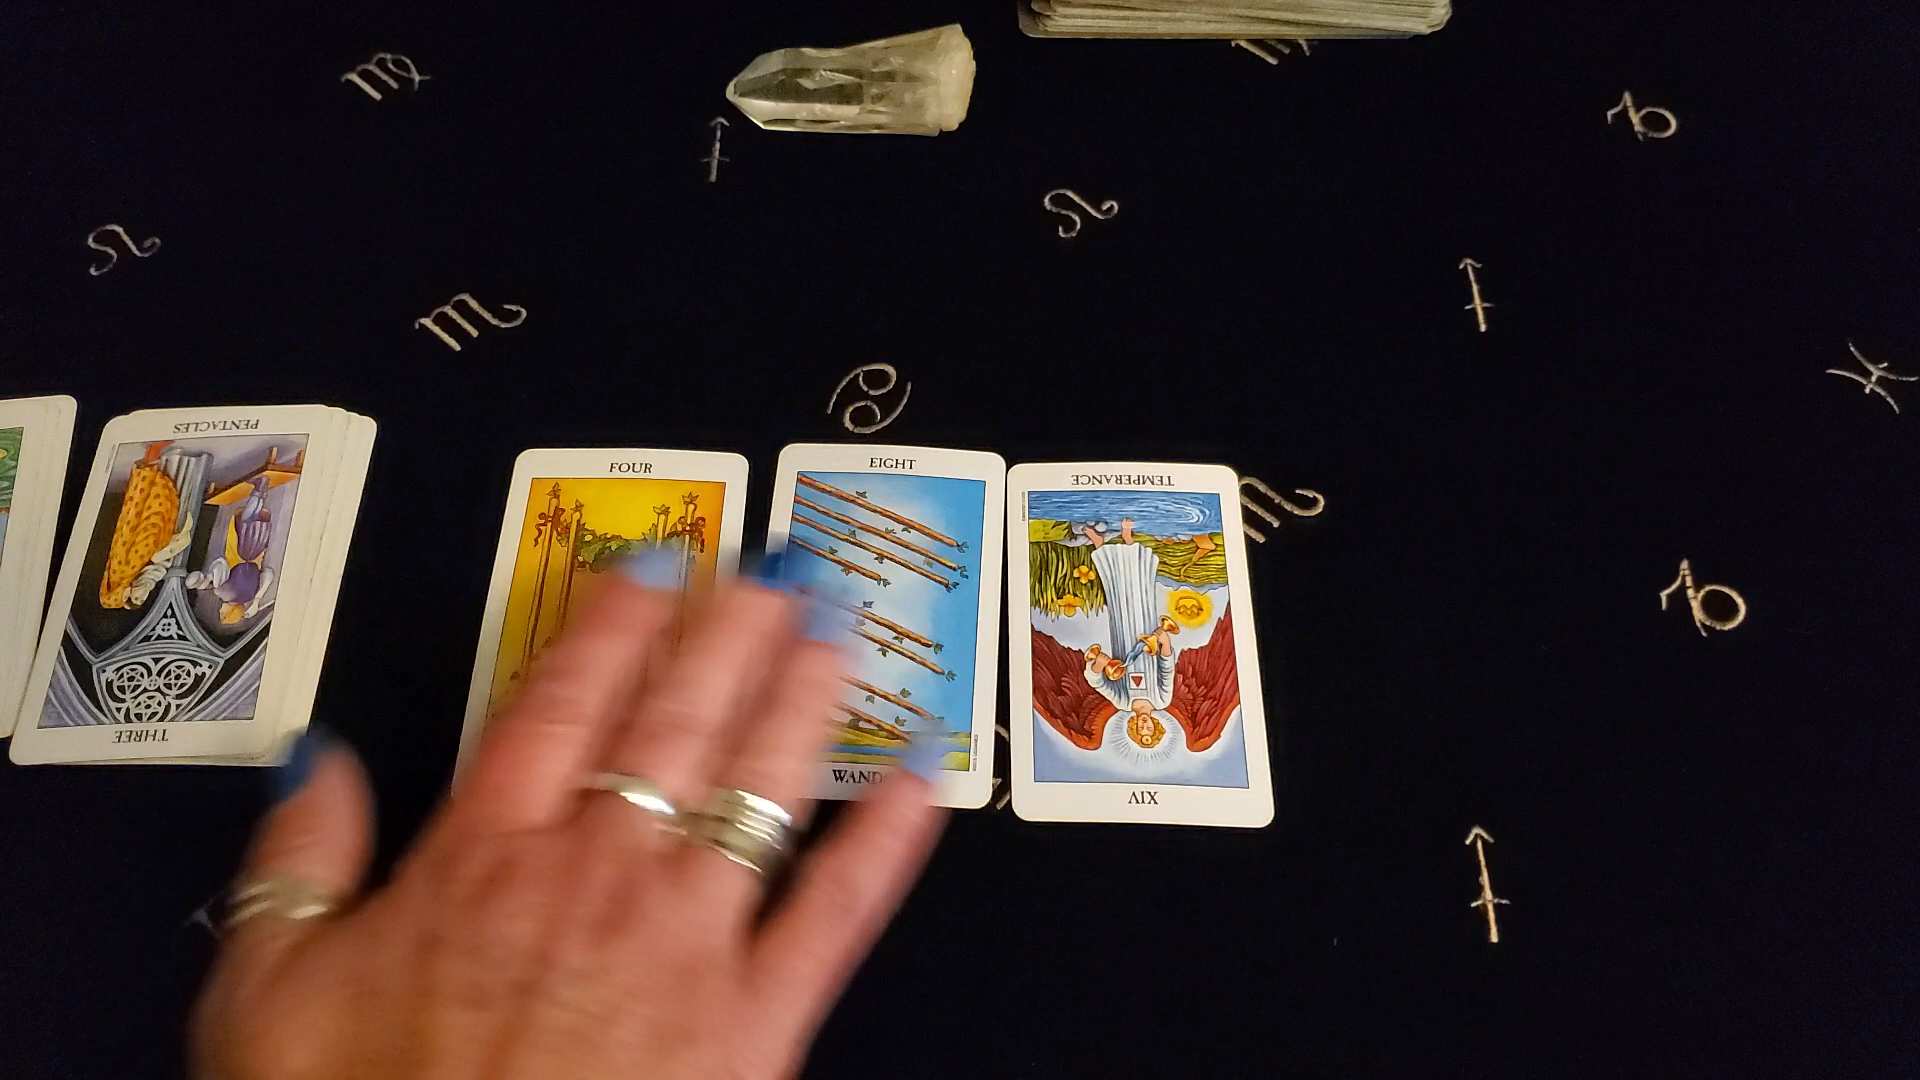 PENTACLES
THREE
FOUR
EIGHT
WAND
TEMPERANCE
XIV